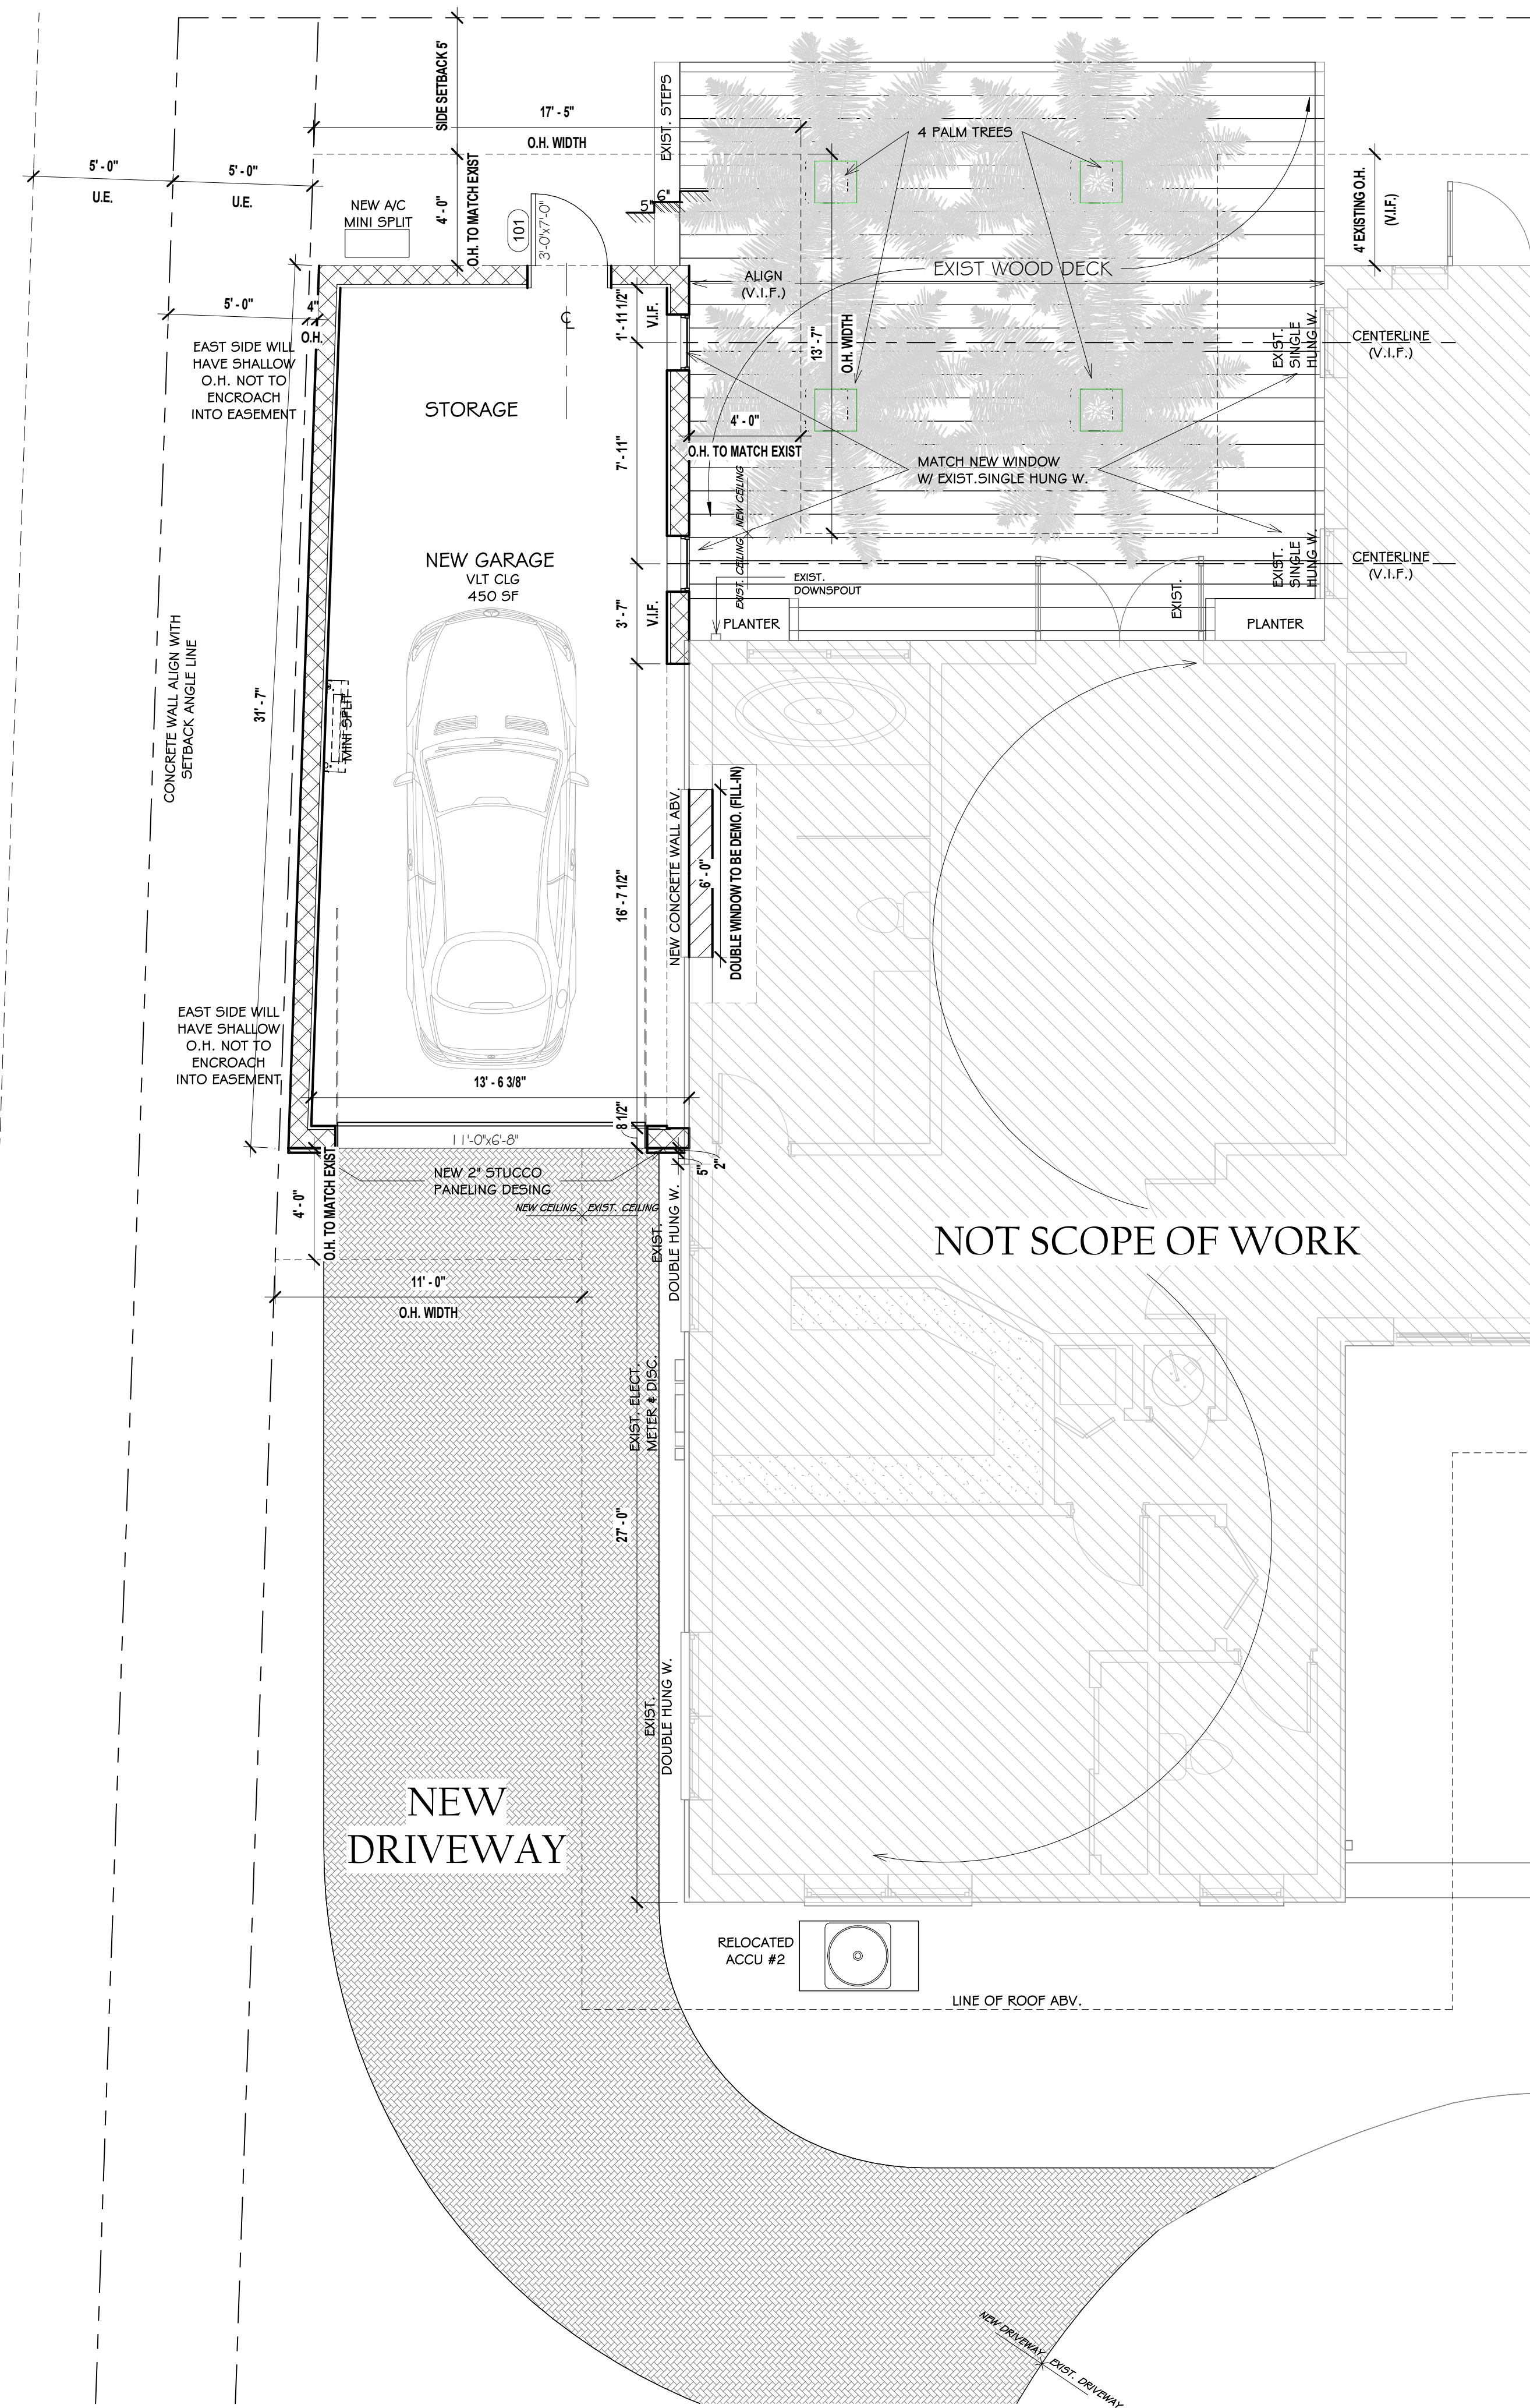 SIDE SETBACK 5'
17' - 5"
O.H. WIDTH
EXIST. STEPS
4 PALM TREES
5' - 0"
U.E.
5' - 0"
U.E.
NEW A/C
MINI SPLIT
4' - 0"
O.H. TO MATCH EXIST
101
3'-0"x7'-0"
5"
6"
4' EXISTING O.H.
(V.I.F.)
EXIST WOOD DECK
ALIGN
(V.I.F.)
5' - 0"
4"
O.H.
1' - 11 1/2"
V.I.F.
13' - 7"
O.H. WIDTH
EXIST.
SINGLE
HUNG W.
CENTERLINE
(V.I.F.)
EAST SIDE WILL
HAVE SHALLOW
O.H. NOT TO
ENCROACH
INTO EASEMENT
STORAGE
4' - 0"
O.H. TO MATCH EXIST
7' - 11"
MATCH NEW WINDOW
W/ EXIST.SINGLE HUNG W.
EXIST. CEILING
NEW CEILING
NEW GARAGE
VLT CLG
450 SF
EXIST.
DOWNSPOUT
EXIST.
EXIST.
SINGLE
HUNG W.
CENTERLINE
(V.I.F.)
3' - 7"
V.I.F.
PLANTER
PLANTER
CONCRETE WALL ALIGN WITH
SETBACK ANGLE LINE
31' - 7"
MINI SPLIT
NEW CONCRETE WALL ABV.
6' - 0"
DOUBLE WINDOW TO BE DEMO. (FILL-IN)
16' - 7 1/2"
EAST SIDE WILL
HAVE SHALLOW
O.H. NOT TO
ENCROACH
INTO EASEMENT
13' - 6 3/8"
8 1/2"
11'-0"x6'-8"
5"
2"
NEW 2" STUCCO
PANELING DESING
NEW CEILING
EXIST. CEILING
4' - 0"
O.H. TO MATCH EXIST
EXIST.
DOUBLE HUNG W.
NOT SCOPE OF WORK
11' - 0"
O.H. WIDTH
EXIST. ELECT.
METER & DISC.
27' - 0"
EXIST.
DOUBLE HUNG W.
NEW
DRIVEWAY
RELOCATED
ACCU #2
LINE OF ROOF ABV.
NEW DRIVEWAY
EXIST. DRIVEWAY